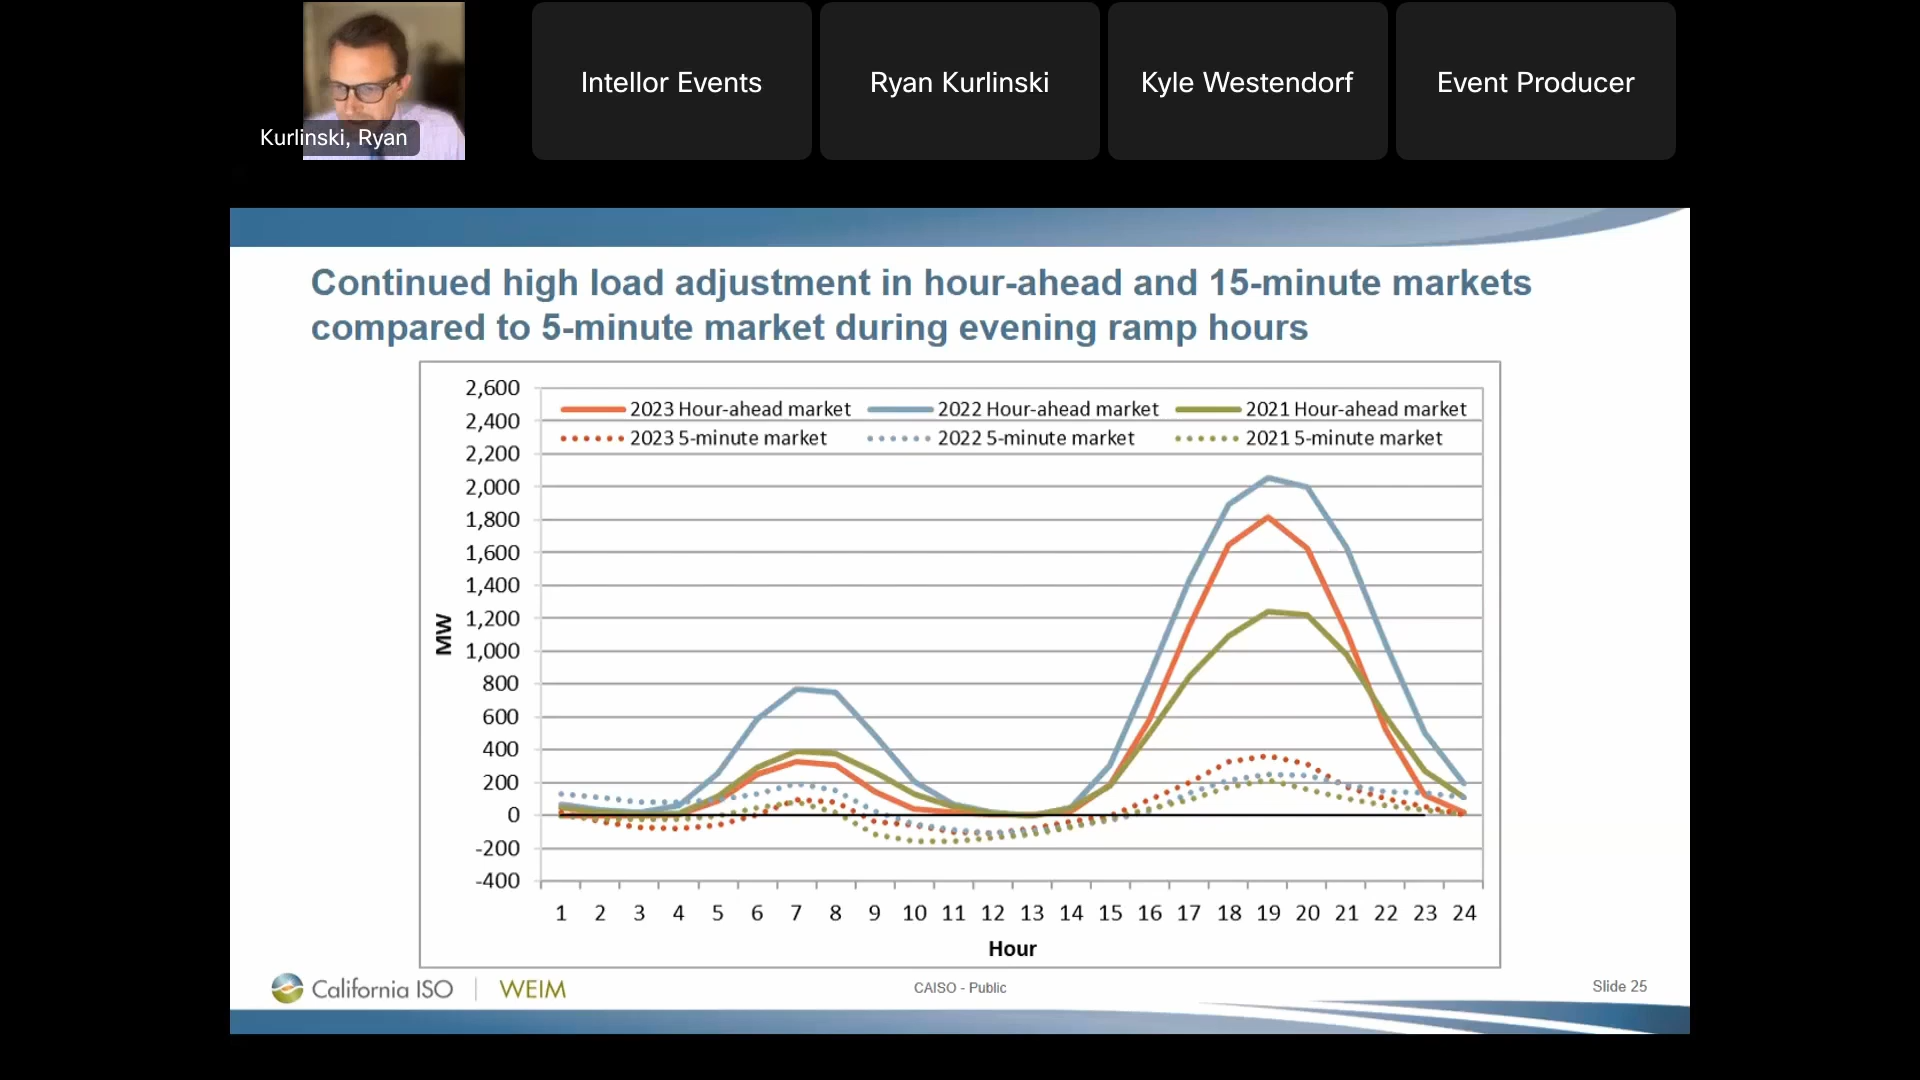 Kurlinski, Ryan
Intellor Events
Ryan Kurlinski
Kyle Westendorf
Event Producer
Continued high load adjustment in hour-ahead and 15-minute markets
compared to 5-minute market during evening ramp hours
2,600
2,400
2,200
2,000
1,800
1,600
1,400
1,200
1,000
800
600
400
200
0
-200
-400
MW
2023 Hour-ahead market
2022 Hour-ahead market
2021 Hour-ahead market
2023 5-minute market
2022 5-minute market
2021 5-minute market
1 2 3 4 5 6 7 8 9 10 11 12 13 14 15 16 17 18 19 20 21 22 23 24
Hour
California ISO
WEIM
CAISO - Public
Slide 25